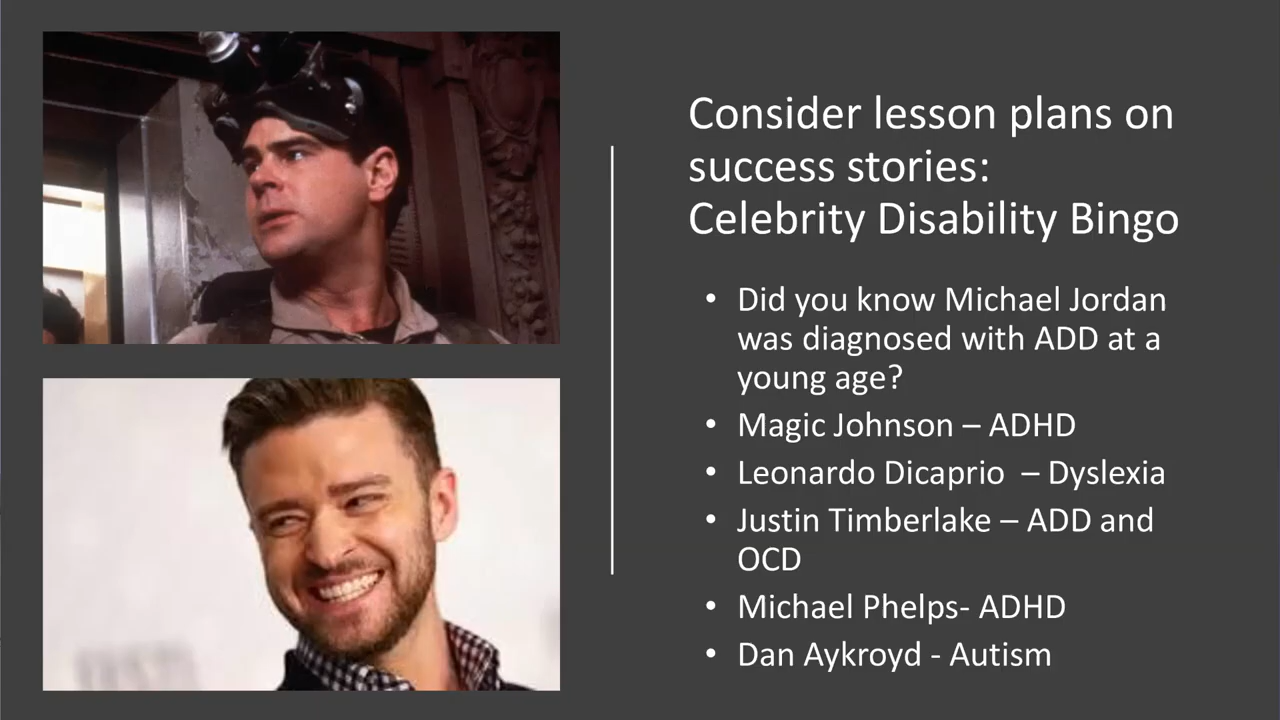 Consider lesson plans on
success stories:
Celebrity Disability Bingo
• Did you know Michael Jordan
was diagnosed with ADD at a
young age?
• Magic Johnson – ADHD
• Leonardo Dicaprio – Dyslexia
• Justin Timberlake – ADD and
OCD
• Michael Phelps- ADHD
• Dan Aykroyd - Autism